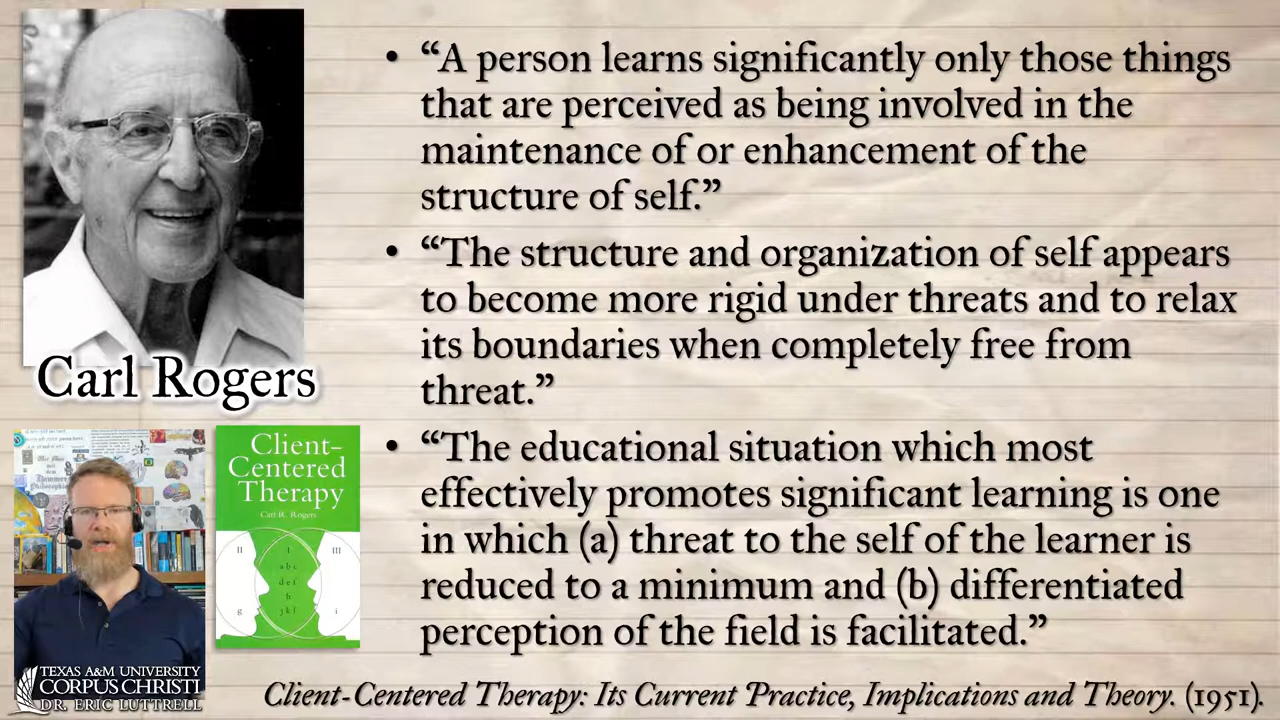 • “A person learns significantly only those things
that are perceived as being involved in the
maintenance of or enhancement of the
structure of self.”
• “The structure and organization of self appears
to become more rigid under threats and to relax
its boundaries when completely free from
threat.”
• “The educational situation which most
effectively promotes significant learning is one
in which (a) threat to the self of the learner is
reduced to a minimum and (b) differentiated
perception of the field is facilitated.”
Carl Rogers
Client-
Centered
Therapy
Carl R. Rogers
II I III
a b c
d e f
h
g j k l i
TEXAS A&M UNIVERSITY
CORPUS CHRISTI
DR. ERIC LUTTRELL
Client-Centered Therapy: Its Current Practice, Implications and Theory. (1951).